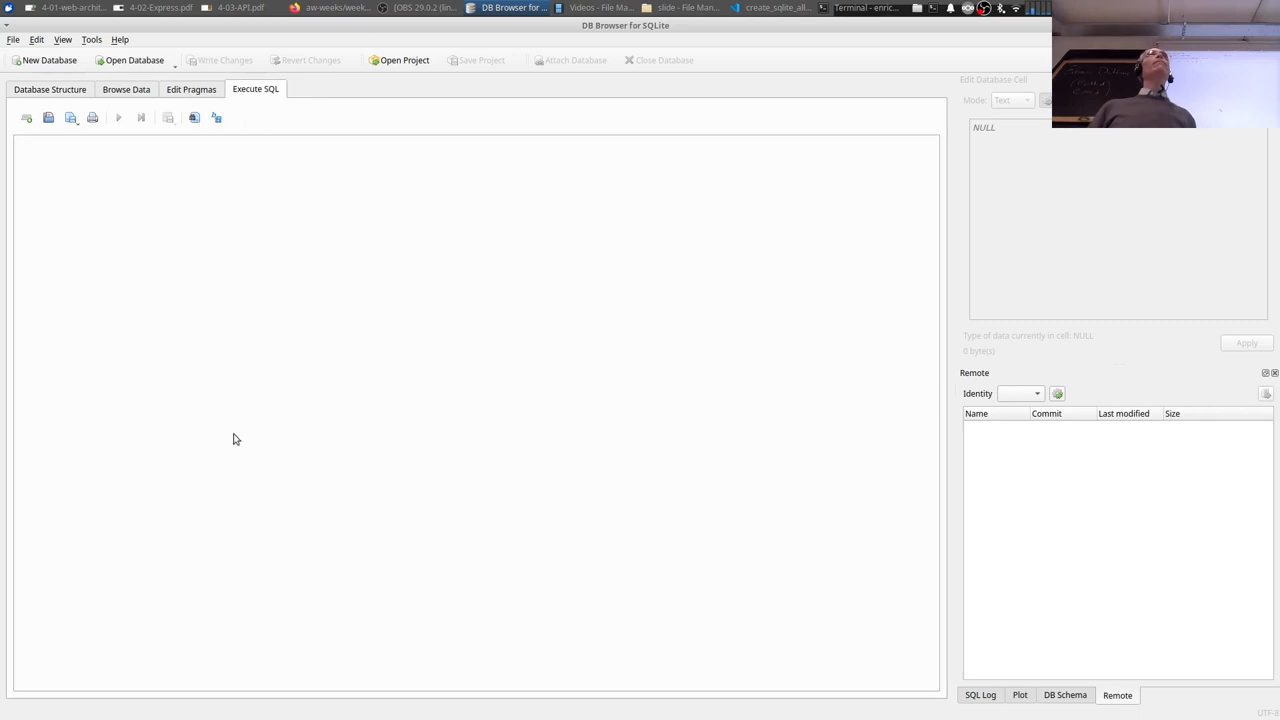 4-01-web-archit...
4-02-Express.pdf
4-03-API.pdf
aw-weeks/week...
[OBS 29.0.2 (lin...
DB Browser for ...
Videos - File Ma...
slide - File Man...
create_sqlite_all...
Terminal - enric...
DB Browser for SQLite
File Edit View Tools Help
New Database Open Database Write Changes Revert Changes Open Project Save Project Attach Database Close Database
Database Structure Browse Data Edit Pragmas Execute SQL
Edit Database Cell
Mode: Text
NULL
Type of data currently in cell: NULL
0 byte(s)
Apply
Remote
Identity
Name Commit Last modified Size
SQL Log Plot DB Schema Remote
UTF-8